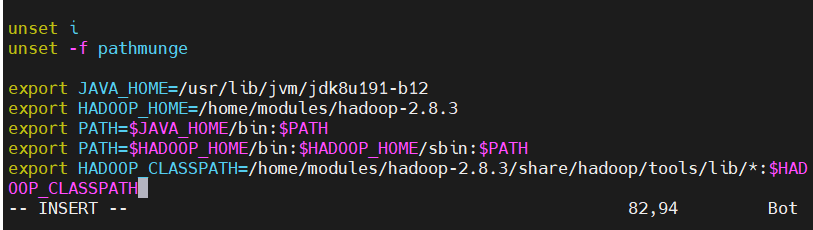 unset i
unset -f pathmunge
export JAVA_HOME=/usr/lib/jvm/jdk8u191-b12
export HADOOP_HOME=/home/modules/hadoop-2.8.3
export PATH=$JAVA_HOME/bin:$PATH
export PATH=$HADOOP_HOME/bin:$HADOOP_HOME/sbin:$PATH
export HADOOP_CLASSPATH=/home/modules/hadoop-2.8.3/share/hadoop/tools/lib/*:$HAD
OOP_CLASSPATH
-- INSERT -- 82,94 Bot